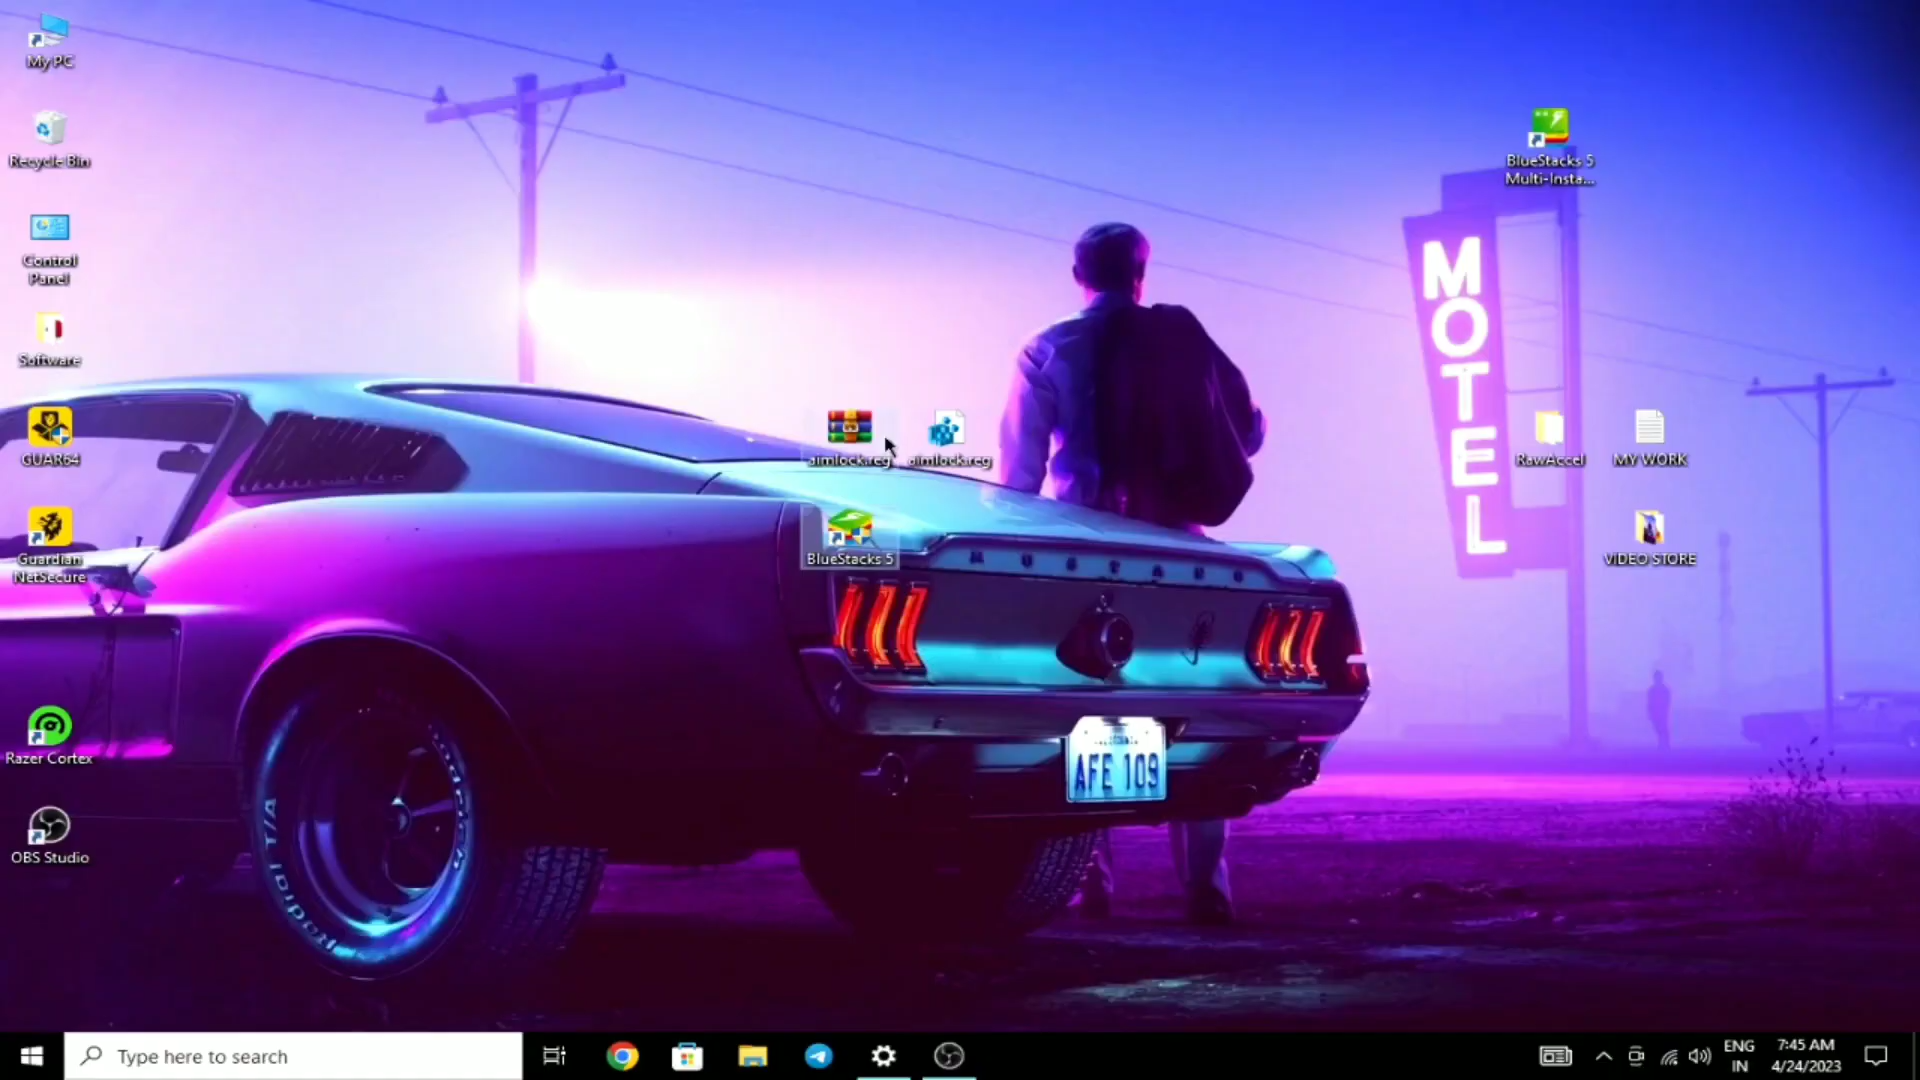 My PC
Recycle Bin
Control
Panel
Software
GUAR64
Guardian
NetSecure
Razer Cortex
OBS Studio
aimlock.reg
aimlock.reg
BlueStacks 5
BlueStacks 5
Multi-Insta...
RawAccel
MY WORK
VIDEO STORE
MOTEL
MUSTANG
AFE 109
Radial T/A
Type here to search
ENG
IN
7:45 AM
4/24/2023